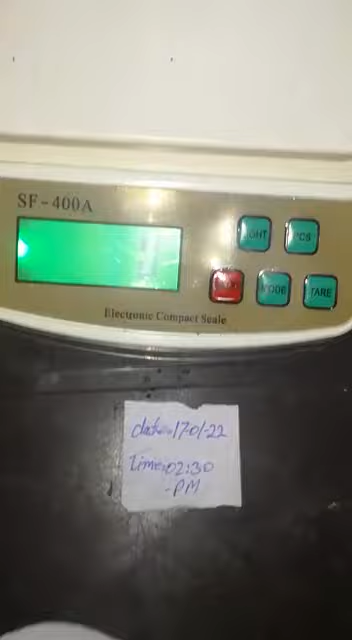 SF-400A
LIGHT
PCS
MODE
TARE
Electronic Compact Scale
date:17-01-22
time:02:30
-PM